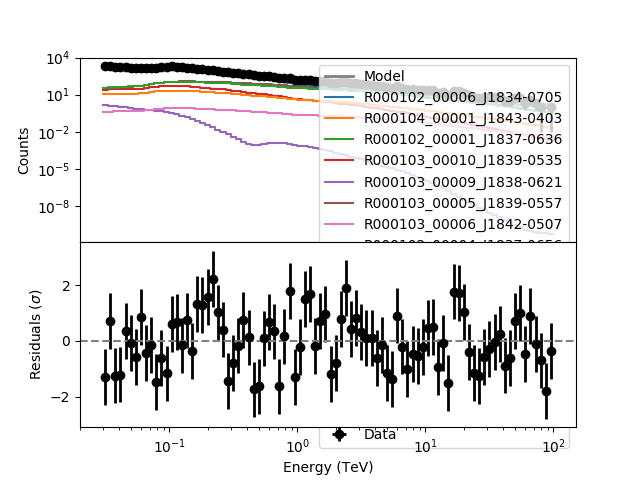 10^4
10^1
10^-2
10^-5
10^-8
Counts
Model
R000102_00006_J1834-0705
R000104_00001_J1843-0403
R000102_00001_J1837-0636
R000103_00010_J1839-0535
R000103_00009_J1838-0621
R000103_00005_J1839-0557
R000103_00006_J1842-0507
2
0
−2
Residuals (σ)
Data
10^-1
10^0
10^1
10^2
Energy (TeV)